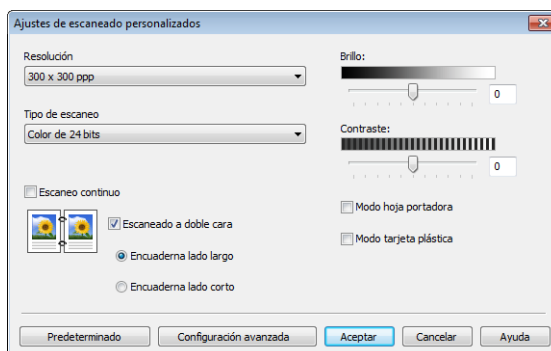 Ajustes de escaneado personalizados
Resolución
300 x 300 ppp
Tipo de escaneo
Color de 24 bits
Escaneo continuo
Escaneado a doble cara
Encuaderna lado largo
Encuaderna lado corto
Brillo:
0
Contraste:
0
Modo hoja portadora
Modo tarjeta plástica
Predeterminado
Configuración avanzada
Aceptar
Cancelar
Ayuda